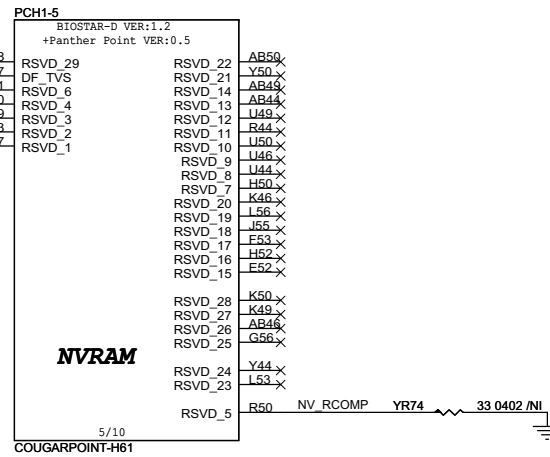 PCH1-5
BIOSTAR-D VER:1.2
+Panther Point VER:0.5
RSVD_29 RSVD_22 AB50
DF_TVS RSVD_21 Y50
RSVD_6 RSVD_14 AB49
RSVD_4 RSVD_13 AB44
RSVD_3 RSVD_12 U49
RSVD_2 RSVD_11 R44
RSVD_1 RSVD_10 U50
RSVD_9 U46
RSVD_8 U44
RSVD_7 H50
RSVD_20 K46
RSVD_19 L56
RSVD_18 J55
RSVD_17 F53
RSVD_16 H52
RSVD_15 E52
RSVD_28 K50
RSVD_27 K49
RSVD_26 AB46
RSVD_25 G56
NVRAM
RSVD_24 Y44
RSVD_23 L53
RSVD_5 R50 NV_RCOMP YR74 33 0402 /NI
5/10
COUGARPOINT-H61